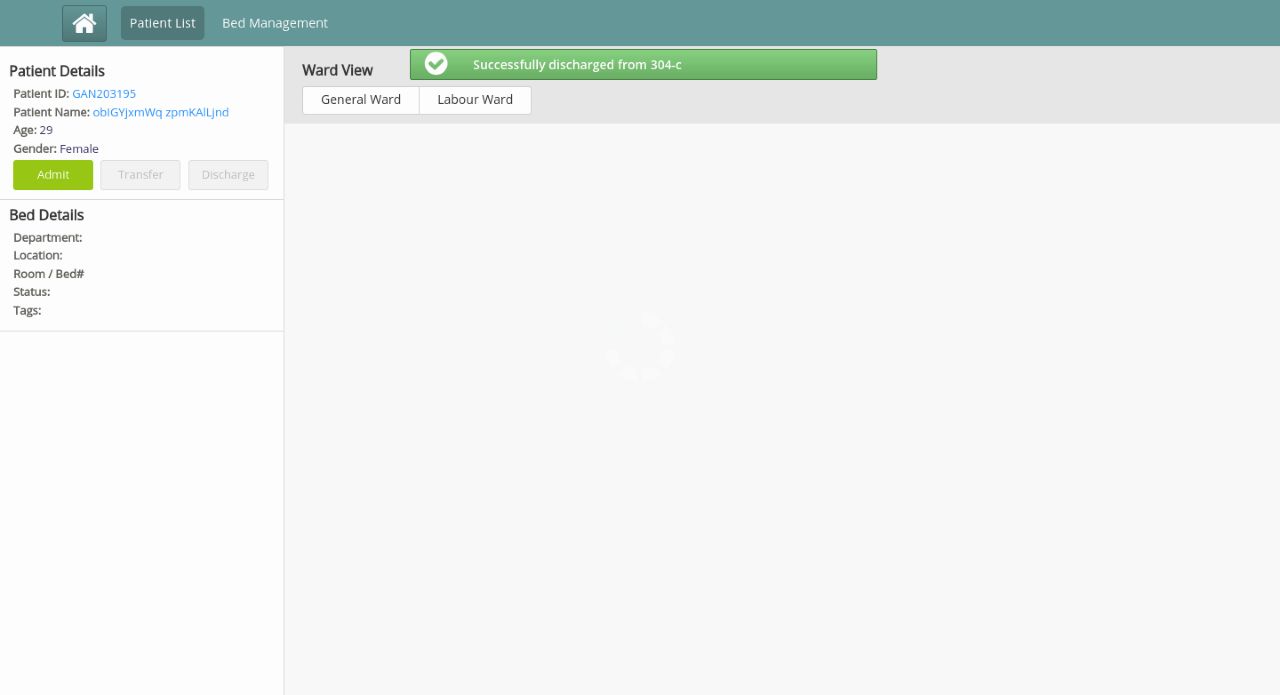 Patient List Bed Management
Successfully discharged from 304-c
Patient Details
Patient ID: GAN203195
Patient Name: obIGYjxmWq zpmKAlLjnd
Age: 29
Gender: Female
Admit Transfer Discharge
Bed Details
Department:
Location:
Room / Bed#
Status:
Tags:
Ward View
General Ward Labour Ward